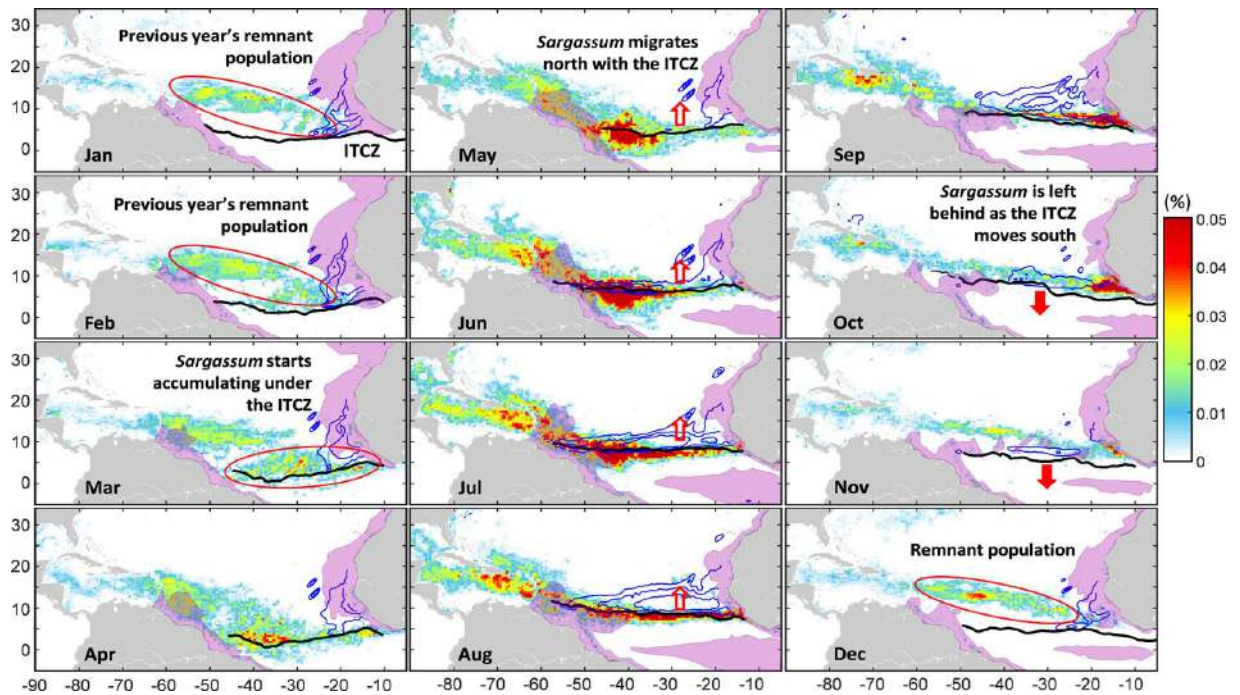 30
20
10
0
Previous year's remnant
population
Jan
ITCZ
Sargassum migrates
north with the ITCZ
May
Sep
30
20
10
0
Previous year's remnant
population
Feb
Jun
Sargassum is left
behind as the ITCZ
moves south
Oct
30
20
10
0
Sargassum starts
accumulating under
the ITCZ
Mar
Jul
Nov
30
20
10
0
Apr
Aug
Remnant population
Dec
-90 -80 -70 -60 -50 -40 -30 -20 -10
-80 -70 -60 -50 -40 -30 -20 -10
-80 -70 -60 -50 -40 -30 -20 -10
(%)
0.05
0.04
0.03
0.02
0.01
0